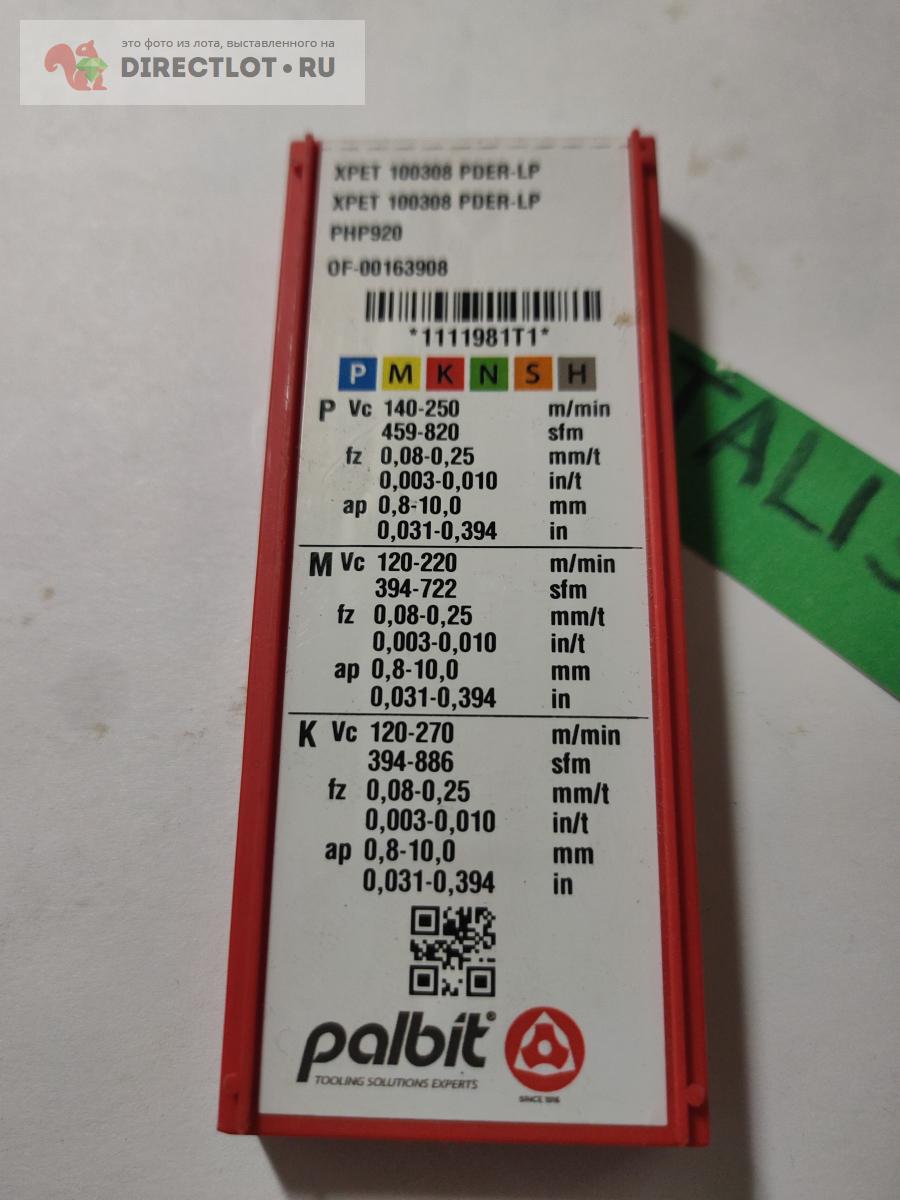 это фото из лота, выставленного на
DIRECTLOT•RU
XPET 100308 PDER-LP
XPET 100308 PDER-LP
PHP920
OF-00163908
*1111981T1*
P M K N S H
P Vc 140-250 m/min
459-820 sfm
fz 0,08-0,25 mm/t
0,003-0,010 in/t
ap 0,8-10,0 mm
0,031-0,394 in
M Vc 120-220 m/min
394-722 sfm
fz 0,08-0,25 mm/t
0,003-0,010 in/t
ap 0,8-10,0 mm
0,031-0,394 in
K Vc 120-270 m/min
394-886 sfm
fz 0,08-0,25 mm/t
0,003-0,010 in/t
ap 0,8-10,0 mm
0,031-0,394 in
palbit®
TOOLING SOLUTIONS EXPERTS
SINCE 1916